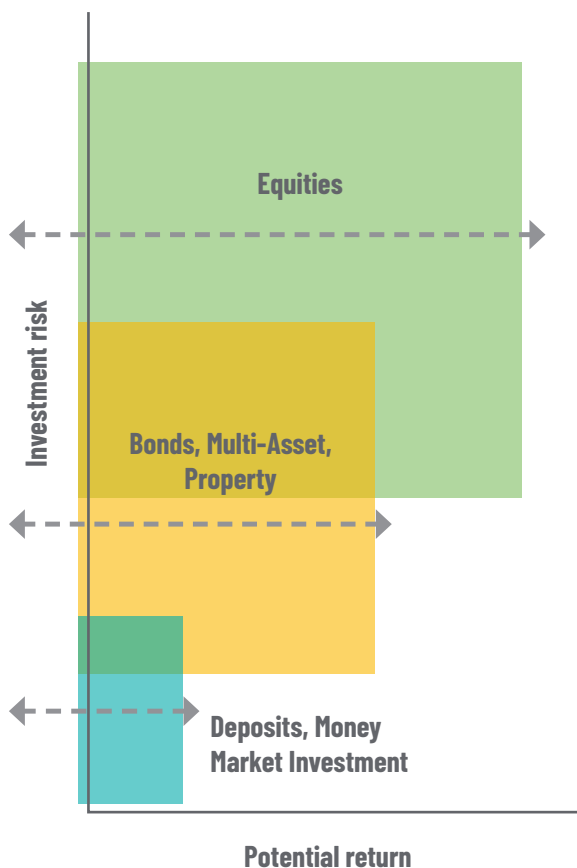 Equities
Investment risk
Bonds, Multi-Asset,
Property
Deposits, Money
Market Investment
Potential return